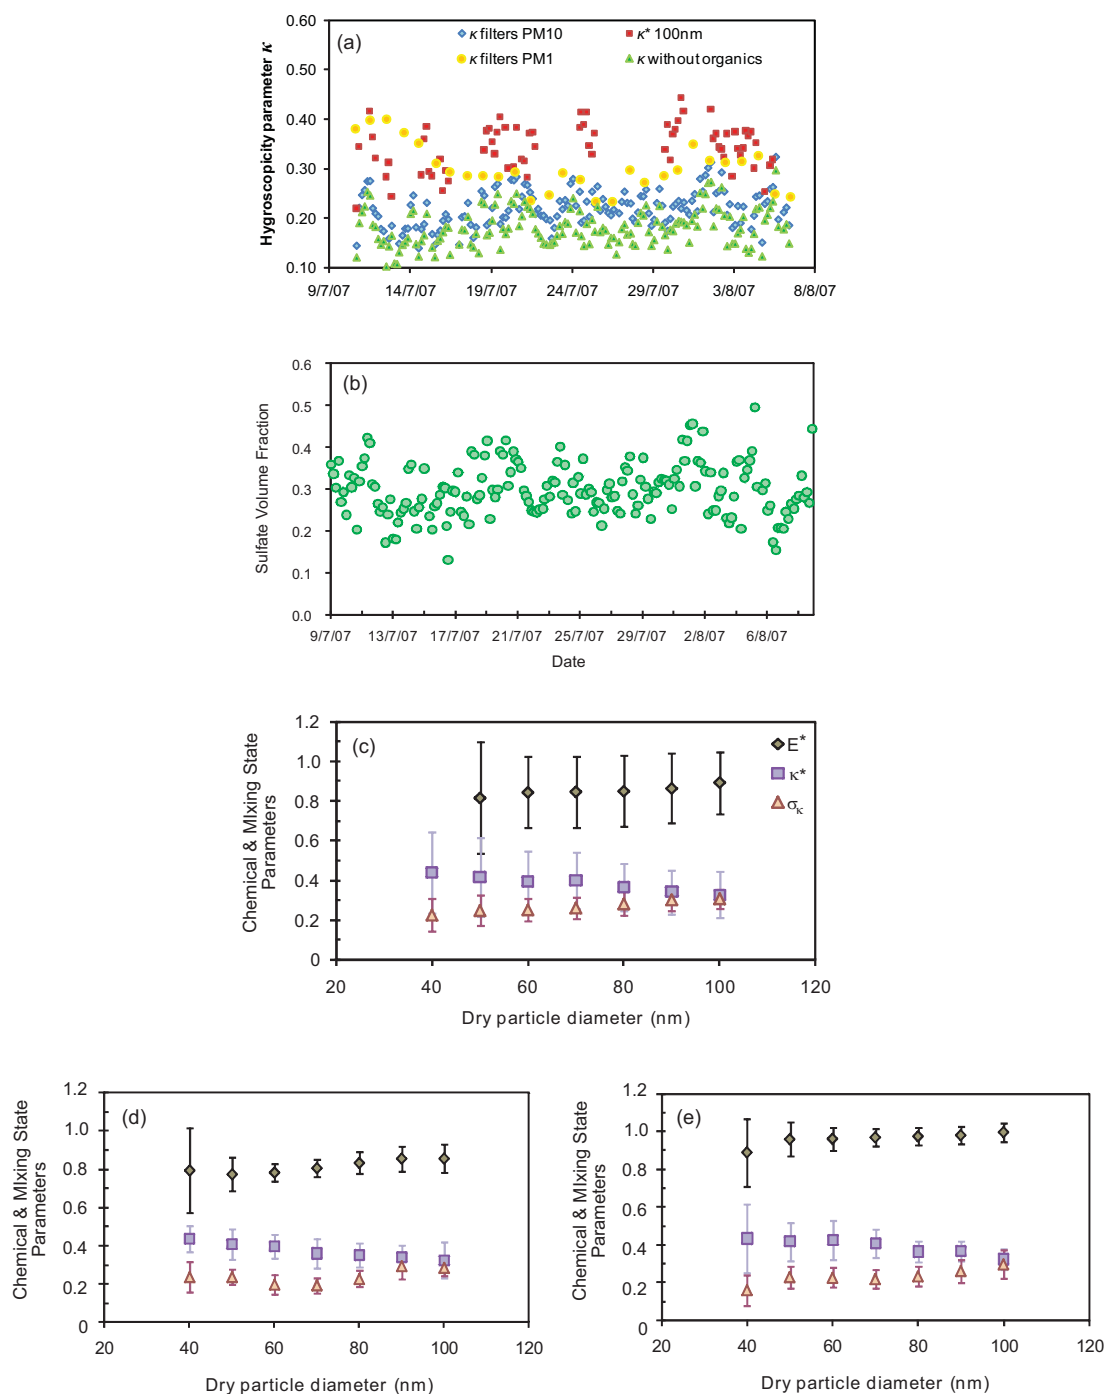 (a)
κ filters PM10
κ* 100nm
κ filters PM1
κ without organics
Hygroscopicity parameter κ
0.60
0.50
0.40
0.30
0.20
0.10
9/7/07 14/7/07 19/7/07 24/7/07 29/7/07 3/8/07 8/8/07
(b)
Sulfate Volume Fraction
0.6
0.5
0.4
0.3
0.2
0.1
0.0
9/7/07 13/7/07 17/7/07 21/7/07 25/7/07 29/7/07 2/8/07 6/8/07
Date
(c)
E*
κ*
σκ
Chemical & MIxing State
Parameters
1.2
1.0
0.8
0.6
0.4
0.2
0
20 40 60 80 100 120
Dry particle diameter (nm)
(d)
Chemical & MIxing State
Parameters
1.2
1.0
0.8
0.6
0.4
0.2
0
20 40 60 80 100 120
Dry particle diameter (nm)
(e)
Chemical & MIxing State
Parameters
1.2
1.0
0.8
0.6
0.4
0.2
0
20 40 60 80 100 120
Dry particle diameter (nm)